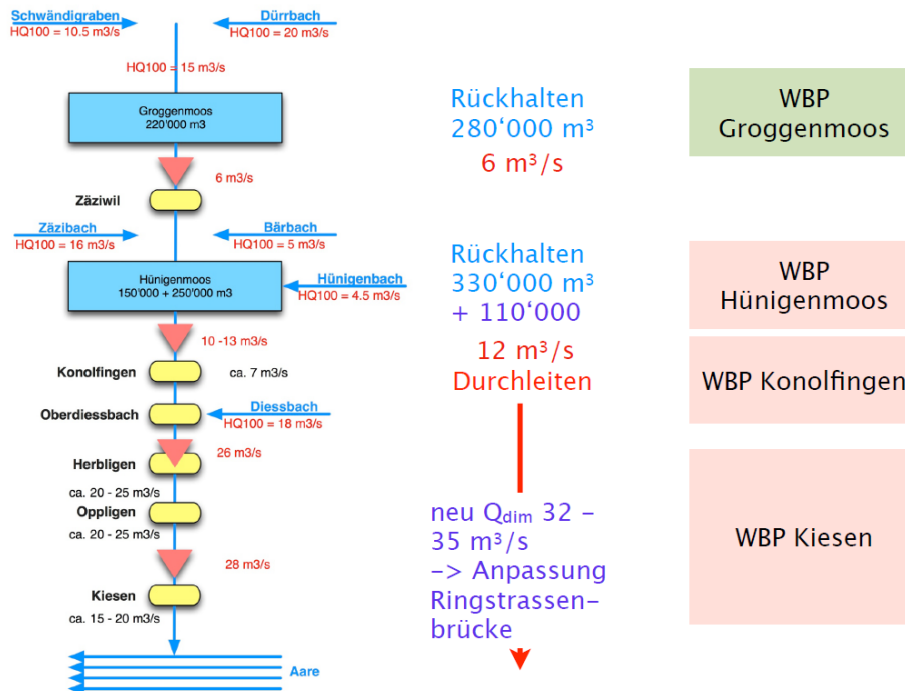 Schwändigraben
HQ100 = 10.5 m3/s
Dürrbach
HQ100 = 20 m3/s
HQ100 = 15 m3/s
Groggenmoos
220'000 m3
6 m3/s
Zäziwil
Zäzibach
HQ100 = 16 m3/s
Bärbach
HQ100 = 5 m3/s
Hünigenmoos
150'000 + 250'000 m3
Hünigenbach
HQ100 = 4.5 m3/s
10 -13 m3/s
Konolfingen
ca. 7 m3/s
Oberdiessbach
Diessbach
HQ100 = 18 m3/s
26 m3/s
Herbligen
ca. 20 - 25 m3/s
Oppligen
ca. 20 - 25 m3/s
28 m3/s
Kiesen
ca. 15 - 20 m3/s
Aare
Rückhalten
280‘000 m³
6 m³/s
Rückhalten
330‘000 m³
+ 110‘000
12 m³/s
Durchleiten
neu Qdim 32 –
35 m³/s
–> Anpassung
Ringstrassen–
brücke
WBP
Groggenmoos
WBP
Hünigenmoos
WBP Konolfingen
WBP Kiesen